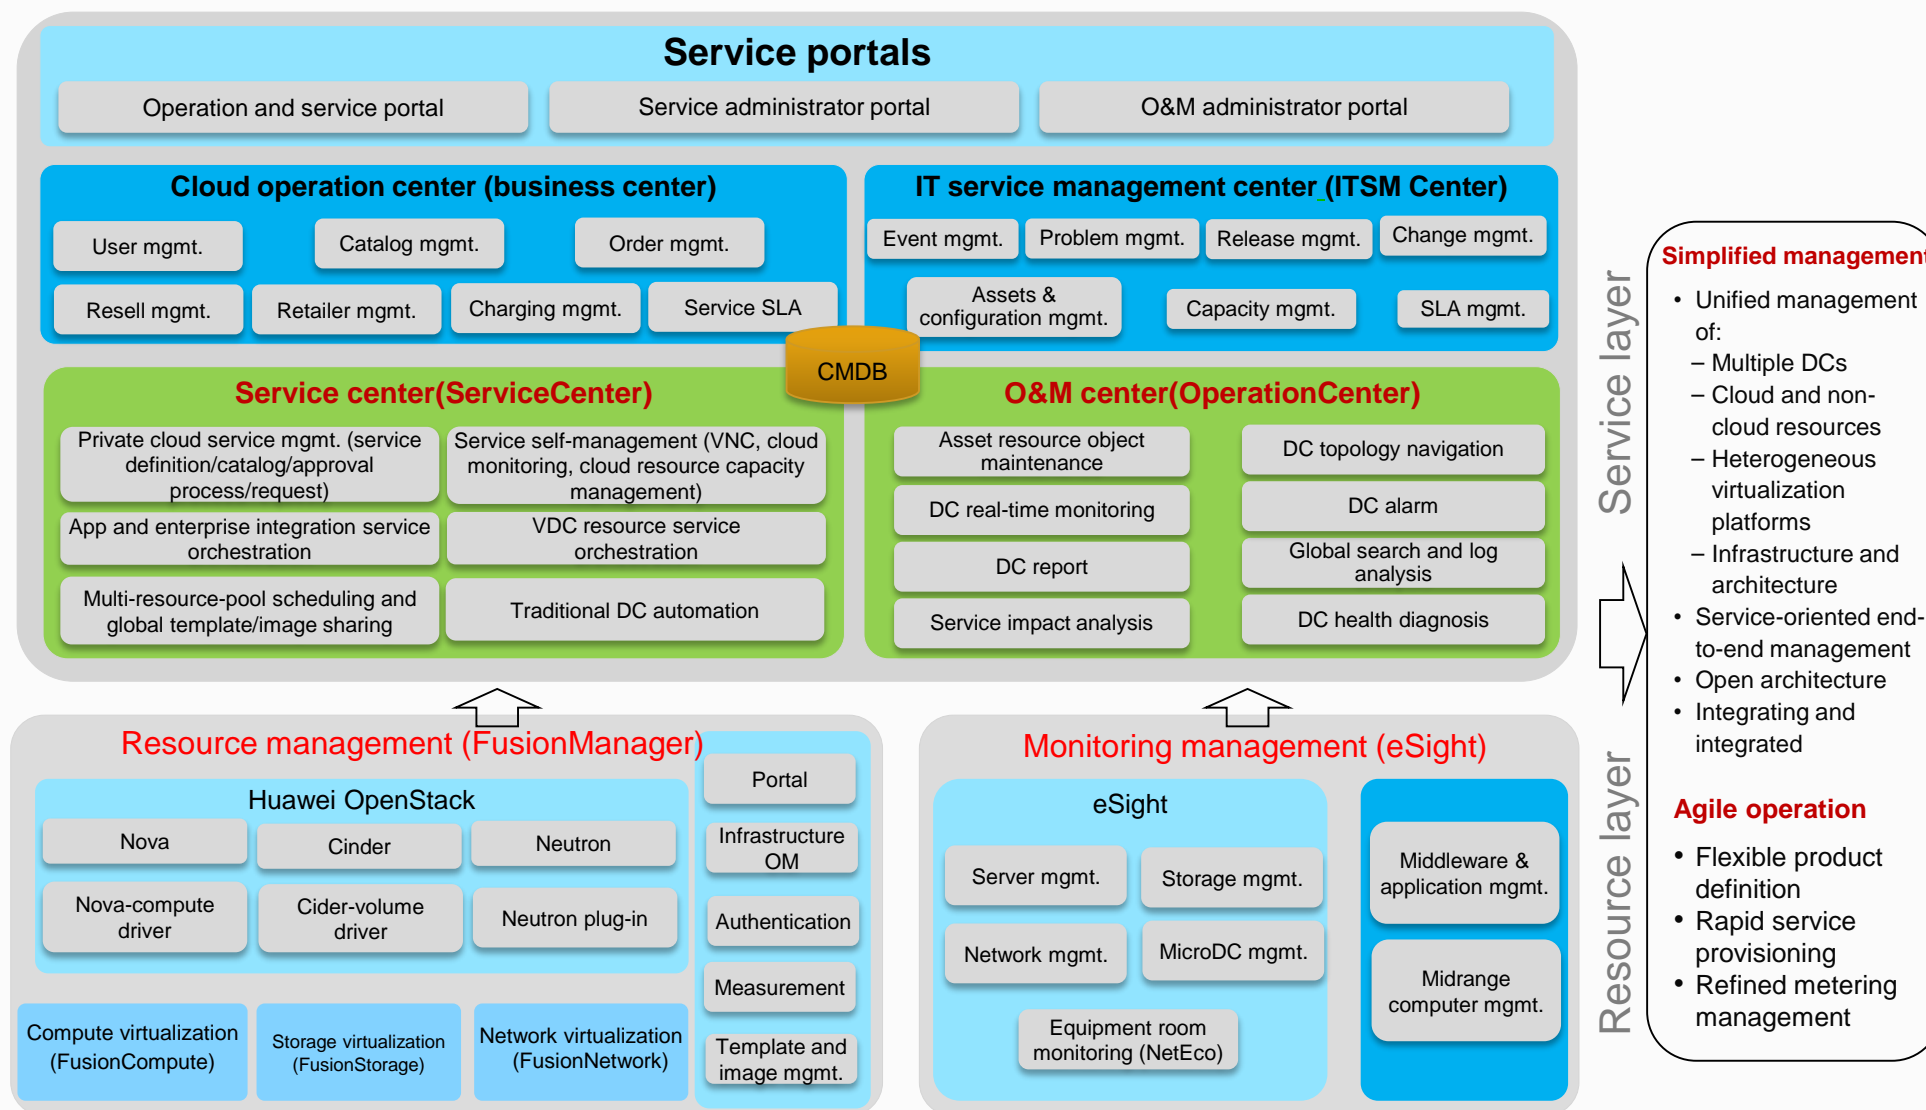 Service portals
Operation and service portal
Service administrator portal
O&M administrator portal
Cloud operation center (business center)
User mgmt.
Catalog mgmt.
Order mgmt.
Resell mgmt.
Retailer mgmt.
Charging mgmt.
Service SLA
IT service management center (ITSM Center)
Event mgmt.
Problem mgmt.
Release mgmt.
Change mgmt.
Assets &
configuration mgmt.
Capacity mgmt.
SLA mgmt.
CMDB
Service center(ServiceCenter)
Private cloud service mgmt. (service
definition/catalog/approval
process/request)
Service self-management (VNC, cloud
monitoring, cloud resource capacity
management)
App and enterprise integration service
orchestration
VDC resource service
orchestration
Multi-resource-pool scheduling and
global template/image sharing
Traditional DC automation
O&M center(OperationCenter)
Asset resource object
maintenance
DC topology navigation
DC real-time monitoring
DC alarm
DC report
Global search and log
analysis
Service impact analysis
DC health diagnosis
Resource management (FusionManager)
Huawei OpenStack
Nova
Cinder
Neutron
Nova-compute
driver
Cider-volume
driver
Neutron plug-in
Compute virtualization
(FusionCompute)
Storage virtualization
(FusionStorage)
Network virtualization
(FusionNetwork)
Portal
Infrastructure
OM
Authentication
Measurement
Template and
image mgmt.
Monitoring management (eSight)
eSight
Server mgmt.
Storage mgmt.
Network mgmt.
MicroDC mgmt.
Equipment room
monitoring (NetEco)
Middleware &
application mgmt.
Midrange
computer mgmt.
Service layer
Resource layer
Simplified management
• Unified management
of:
– Multiple DCs
– Cloud and non-
cloud resources
– Heterogeneous
virtualization
platforms
– Infrastructure and
architecture
• Service-oriented end-
to-end management
• Open architecture
• Integrating and
integrated
Agile operation
• Flexible product
definition
• Rapid service
provisioning
• Refined metering
management